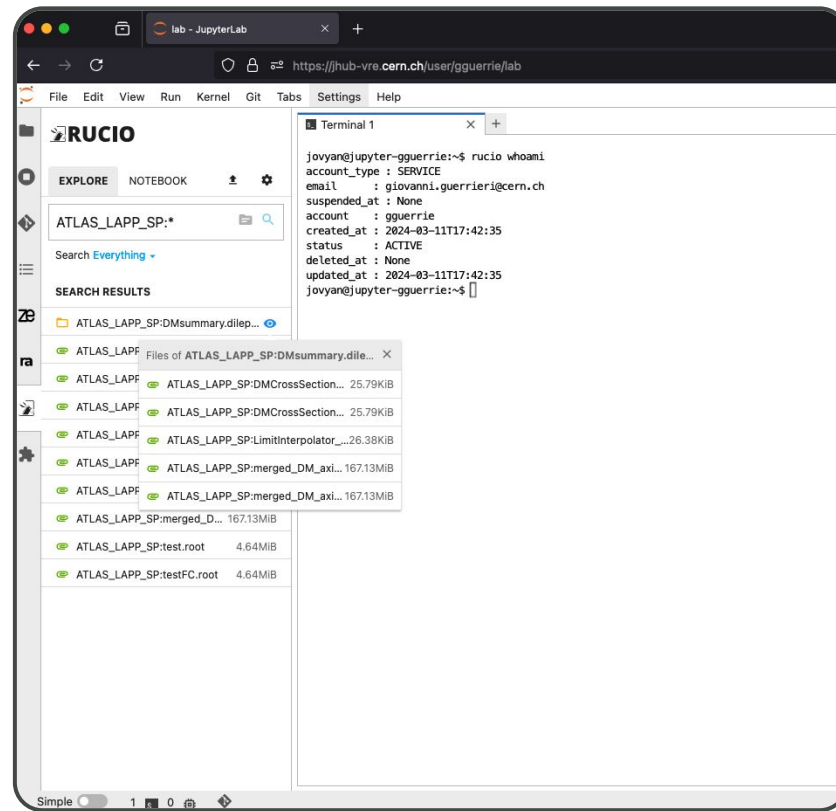 lab - JupyterLab
https://jhub-vre.cern.ch/user/gguerrie/lab
File Edit View Run Kernel Git Tabs Settings Help
RUCIO
EXPLORE NOTEBOOK
ATLAS_LAPP_SP:*
Search Everything
SEARCH RESULTS
ATLAS_LAPP_SP:DMsummary.dilep...
ATLAS_LAPP
ATLAS_LAPP
ATLAS_LAPP
ATLAS_LAPP
ATLAS_LAPP
ATLAS_LAPP
ATLAS_LAPP_SP:merged_D... 167.13MiB
ATLAS_LAPP_SP:test.root 4.64MiB
ATLAS_LAPP_SP:testFC.root 4.64MiB
Files of ATLAS_LAPP_SP:DMsummary.dile...
ATLAS_LAPP_SP:DMCrossSection... 25.79KiB
ATLAS_LAPP_SP:DMCrossSection... 25.79KiB
ATLAS_LAPP_SP:LimitInterpolator_...26.38KiB
ATLAS_LAPP_SP:merged_DM_axi... 167.13MiB
ATLAS_LAPP_SP:merged_DM_axi... 167.13MiB
ze
ra
Terminal 1
jovyan@jupyter-gguerrie:~$ rucio whoami
account_type : SERVICE
email : giovanni.guerrieri@cern.ch
suspended_at : None
account : gguerrie
created_at : 2024-03-11T17:42:35
status : ACTIVE
deleted_at : None
updated_at : 2024-03-11T17:42:35
jovyan@jupyter-gguerrie:~$
Simple 1 0